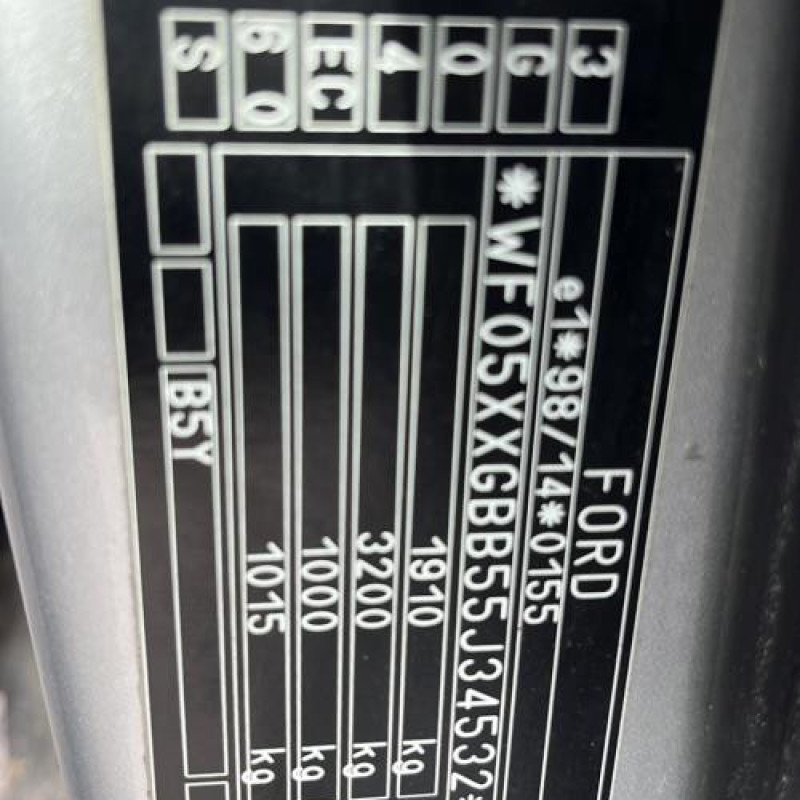 FORD
e1*98/14*0155
*WF05XXGBB55J34532*
1910 kg
3200 kg
1000 kg
1015 kg
B5Y
3 G 0 4 EC 60 S